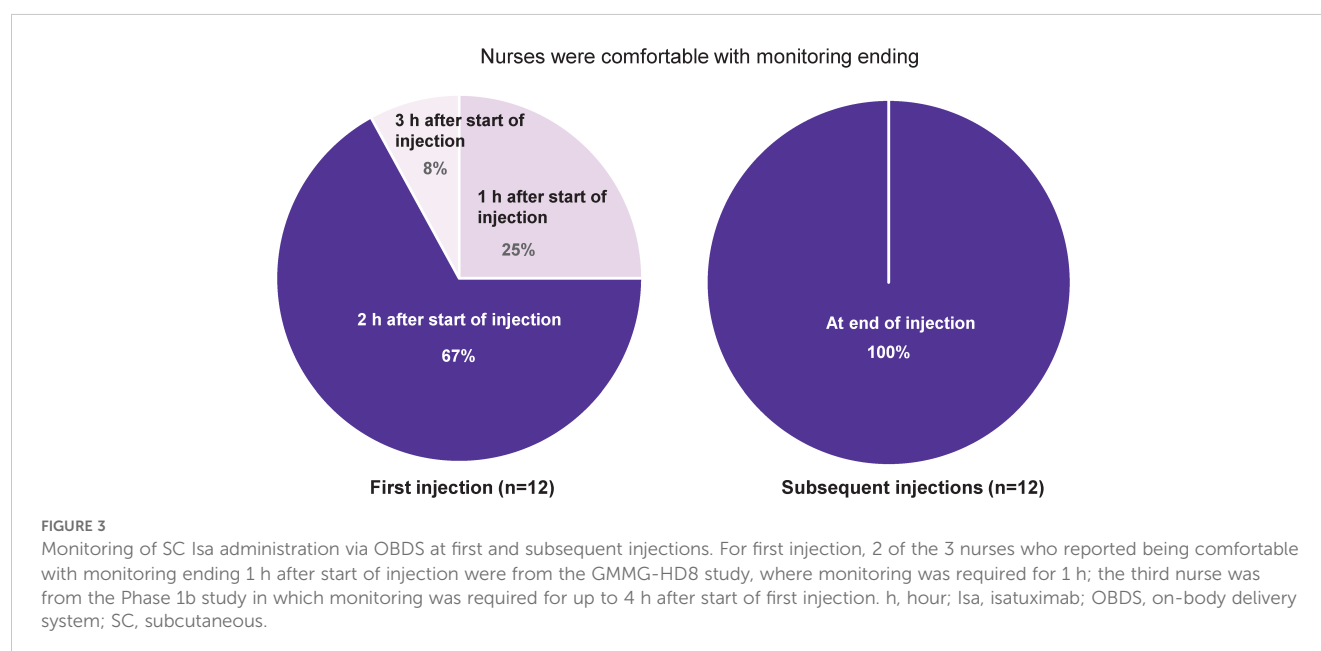 Nurses were comfortable with monitoring ending
3 h after start of
injection
8%
1 h after start of
injection
25%
2 h after start of injection
67%
First injection (n=12)
At end of injection
100%
Subsequent injections (n=12)
FIGURE 3
Monitoring of SC Isa administration via OBDS at first and subsequent injections. For first injection, 2 of the 3 nurses who reported being comfortable
with monitoring ending 1 h after start of injection were from the GMMG-HD8 study, where monitoring was required for 1 h; the third nurse was
from the Phase 1b study in which monitoring was required for up to 4 h after start of first injection. h, hour; Isa, isatuximab; OBDS, on-body delivery
system; SC, subcutaneous.